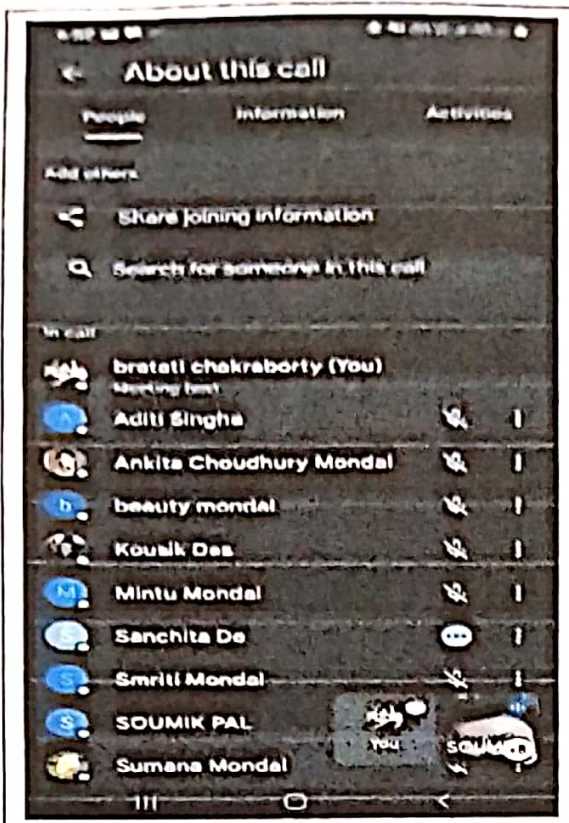 About this call
People Information Activities
Add others
Share joining information
Search for someone in this call
In call
bratati chakraborty (You)
Meeting host
Aditi Singha
Ankita Choudhury Mondal
b beauty mondal
Kousik Das
M Mintu Mondal
S Sanchita De
S Smriti Mondal
S SOUMIK PAL
You
Sumana Mondal